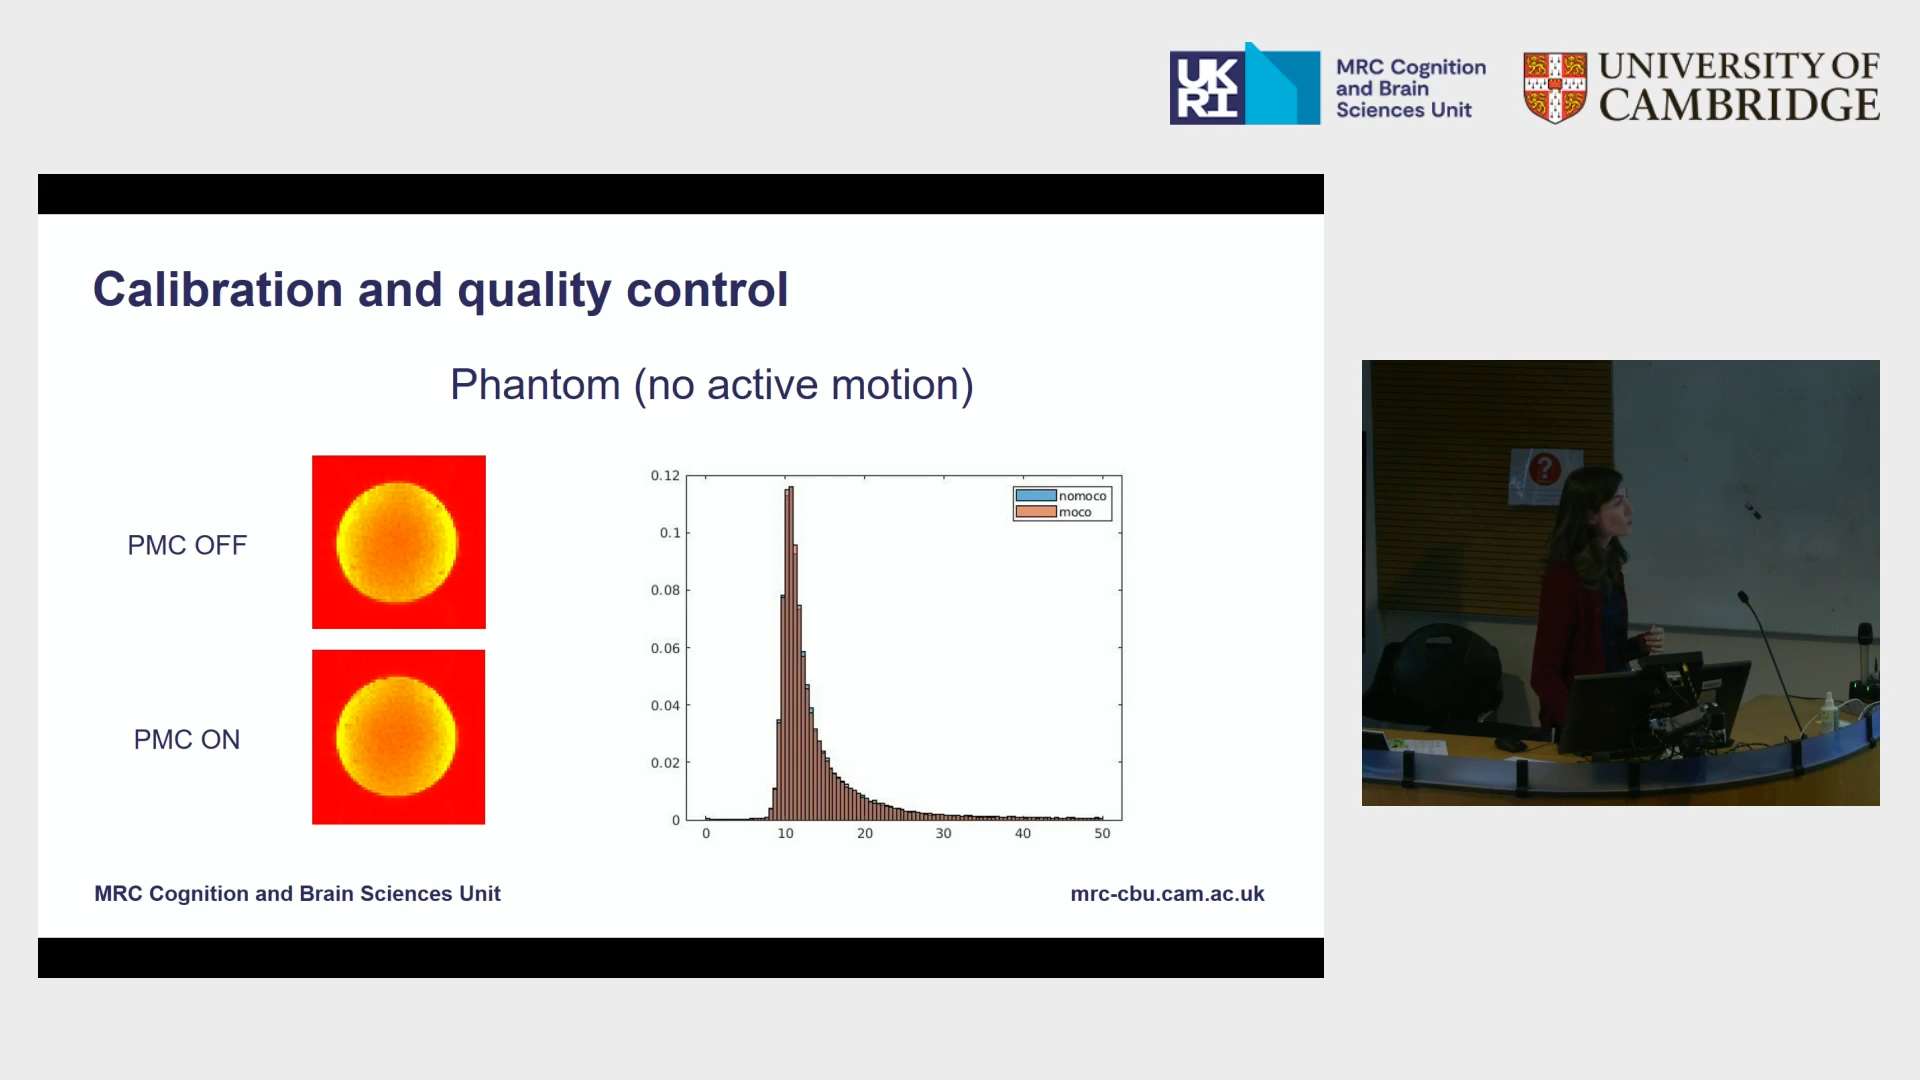 UK
RI
MRC Cognition
and Brain
Sciences Unit
UNIVERSITY OF
CAMBRIDGE
Calibration and quality control
Phantom (no active motion)
PMC OFF
PMC ON
0.12
0.1
0.08
0.06
0.04
0.02
0
0 10 20 30 40 50
nomoco
moco
?
MRC Cognition and Brain Sciences Unit
mrc-cbu.cam.ac.uk